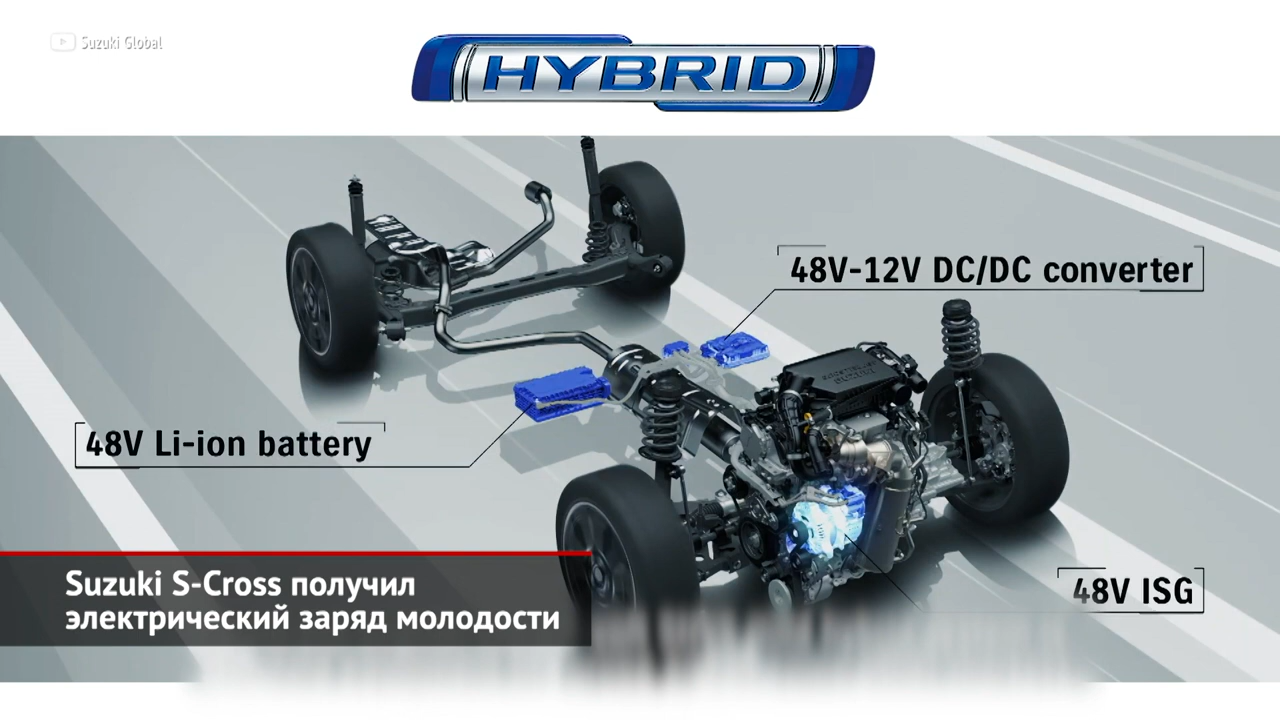 Suzuki Global
HYBRID
48V-12V DC/DC converter
48V Li-ion battery
48V ISG
Suzuki S-Cross получил
электрический заряд молодости